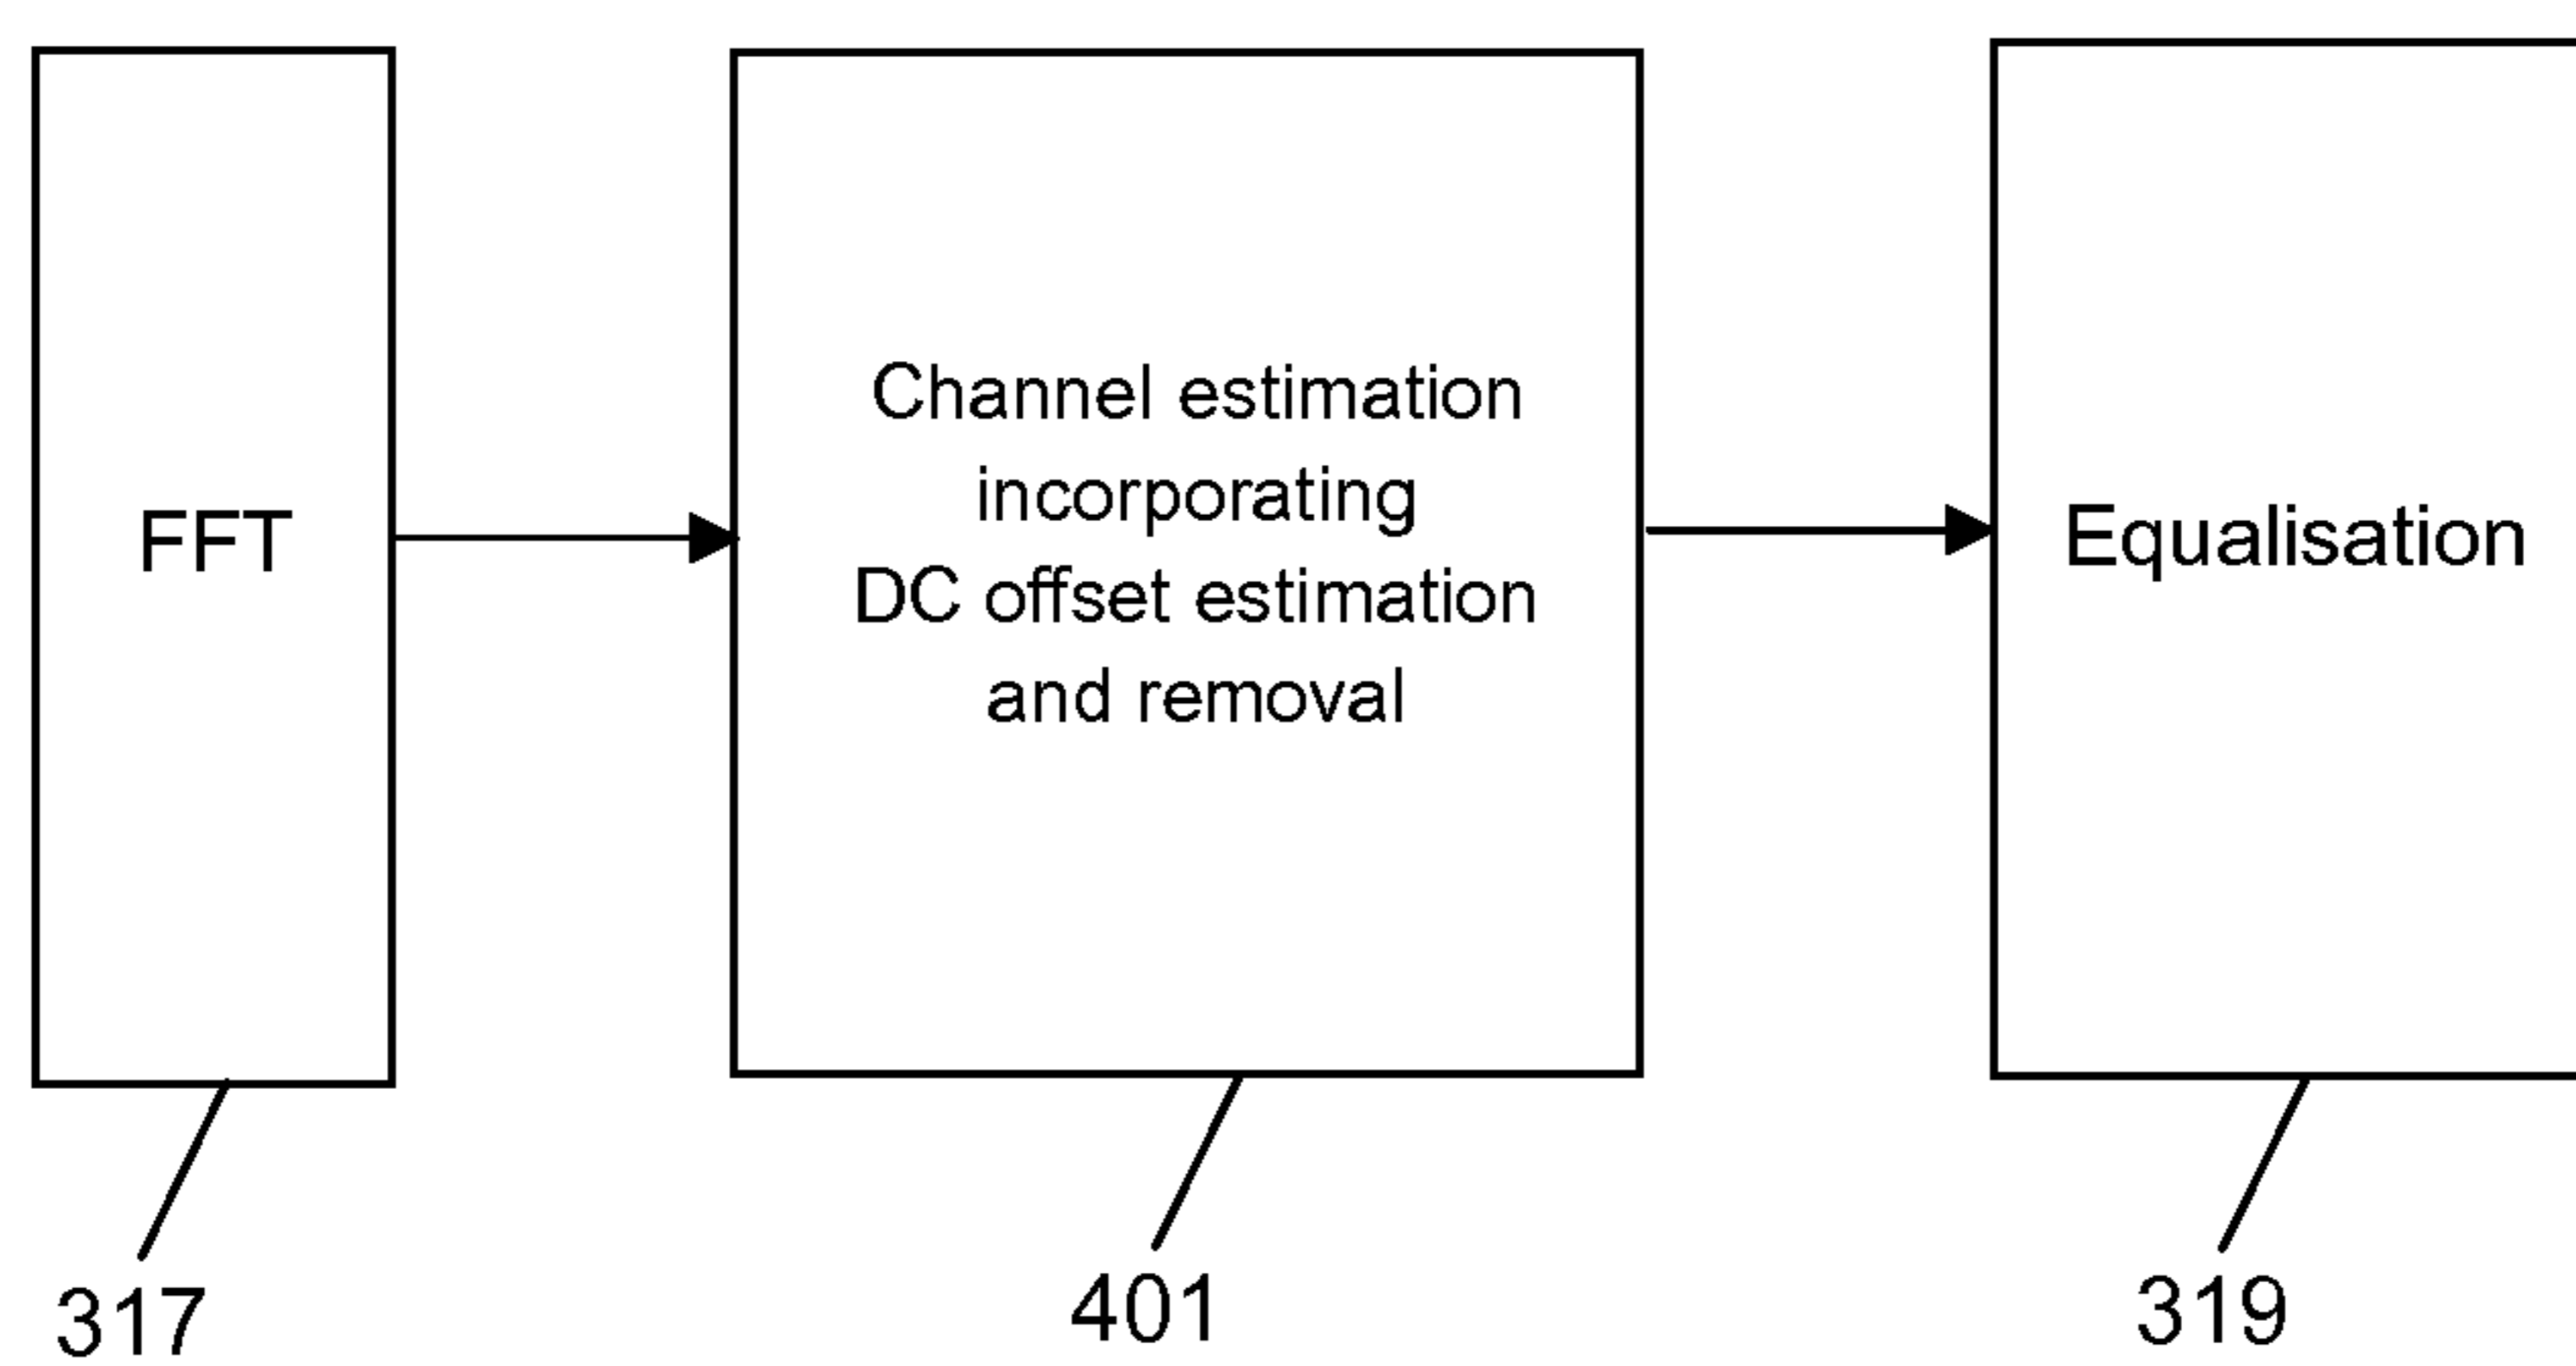 FFT
Channel estimation
incorporating
DC offset estimation
and removal
Equalisation
317
401
319